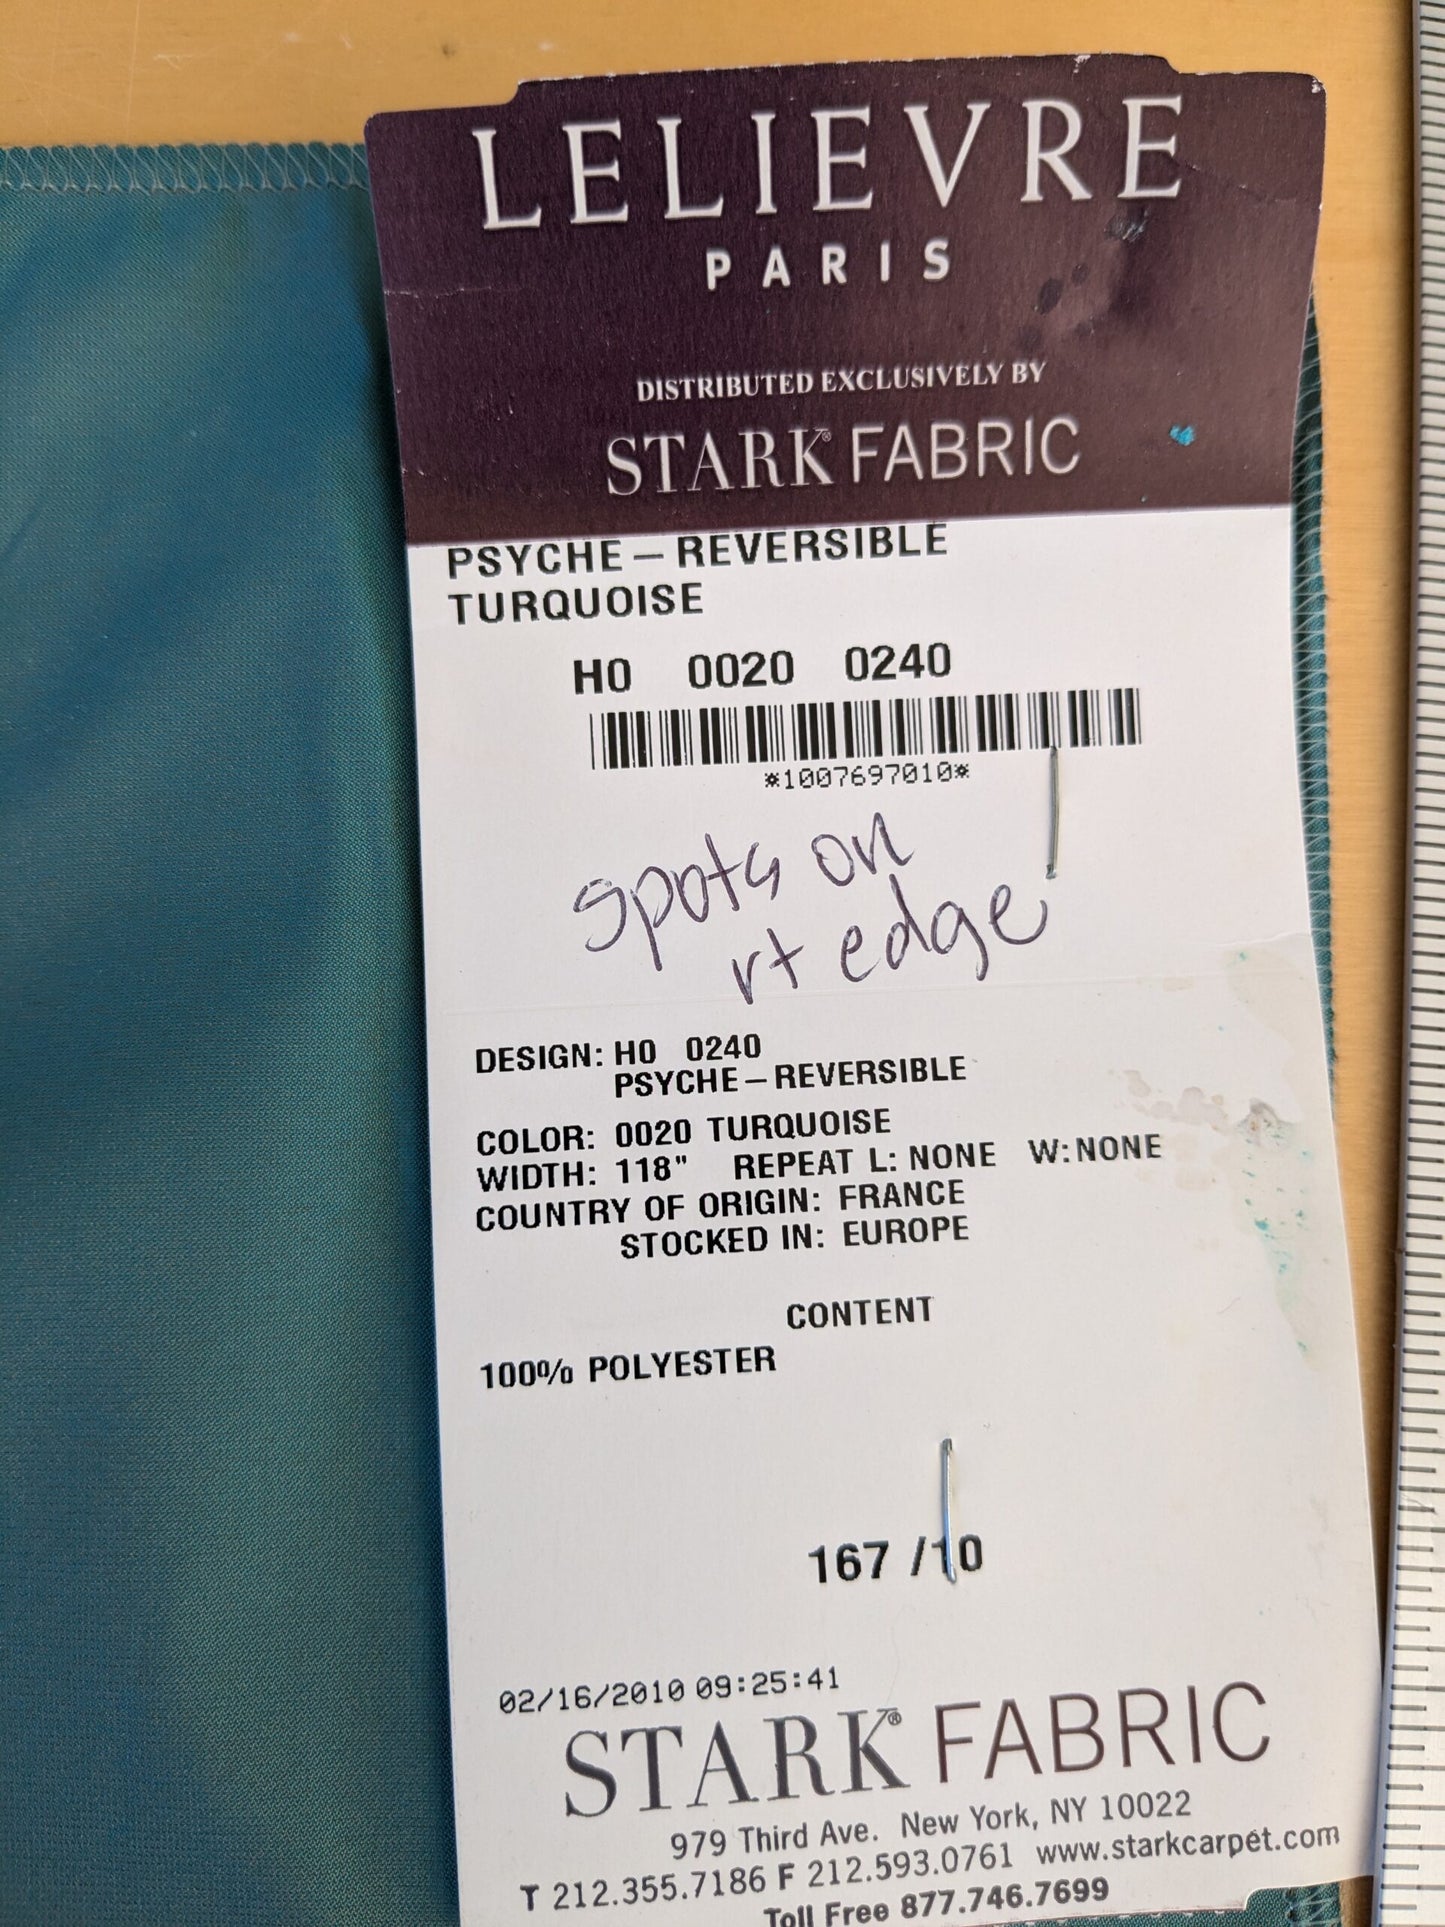 LELIEVRE
PARIS
DISTRIBUTED EXCLUSIVELY BY
STARK® FABRIC
PSYCHE – REVERSIBLE
TURQUOISE
H0 0020 0240
*1007697010*
spots on
rt edge
DESIGN: H0 0240
PSYCHE – REVERSIBLE
COLOR: 0020 TURQUOISE
WIDTH: 118" REPEAT L: NONE W: NONE
COUNTRY OF ORIGIN: FRANCE
STOCKED IN: EUROPE
CONTENT
100% POLYESTER
167 /10
02/16/2010 09:25:41
STARK® FABRIC
979 Third Ave. New York, NY 10022
T 212.355.7186 F 212.593.0761 www.starkcarpet.com
Toll Free 877.746.7699